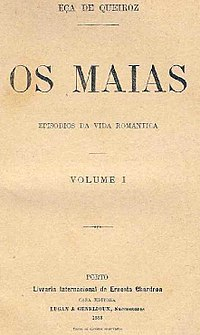 EÇA DE QUEIROZ
OS MAIAS
EPISODIOS DA VIDA ROMANTICA
VOLUME I
PORTO
Livraria Internacional de Ernesto Chardron
CASA EDITORA
LUGAN & GENELIOUX, Successores
1888